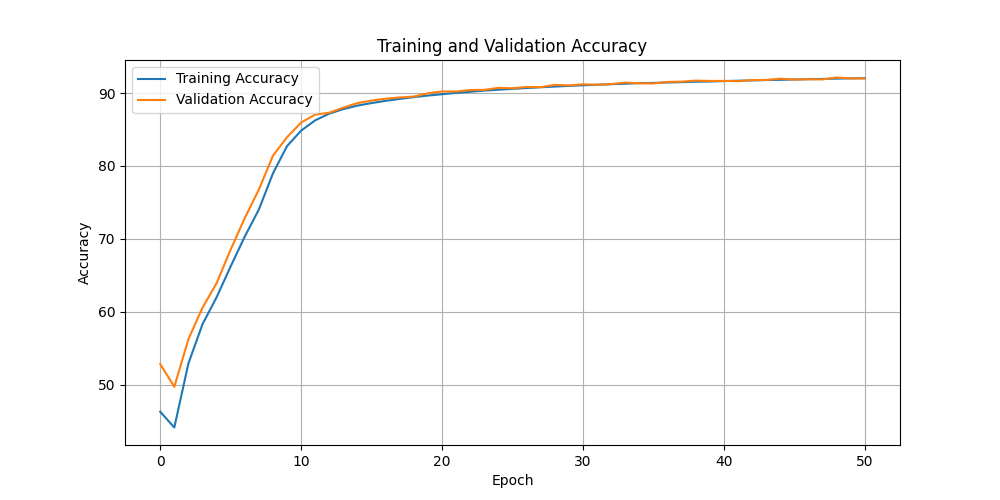 Training and Validation Accuracy
Training Accuracy
Validation Accuracy
90
80
70
60
50
Accuracy
0 10 20 30 40 50
Epoch